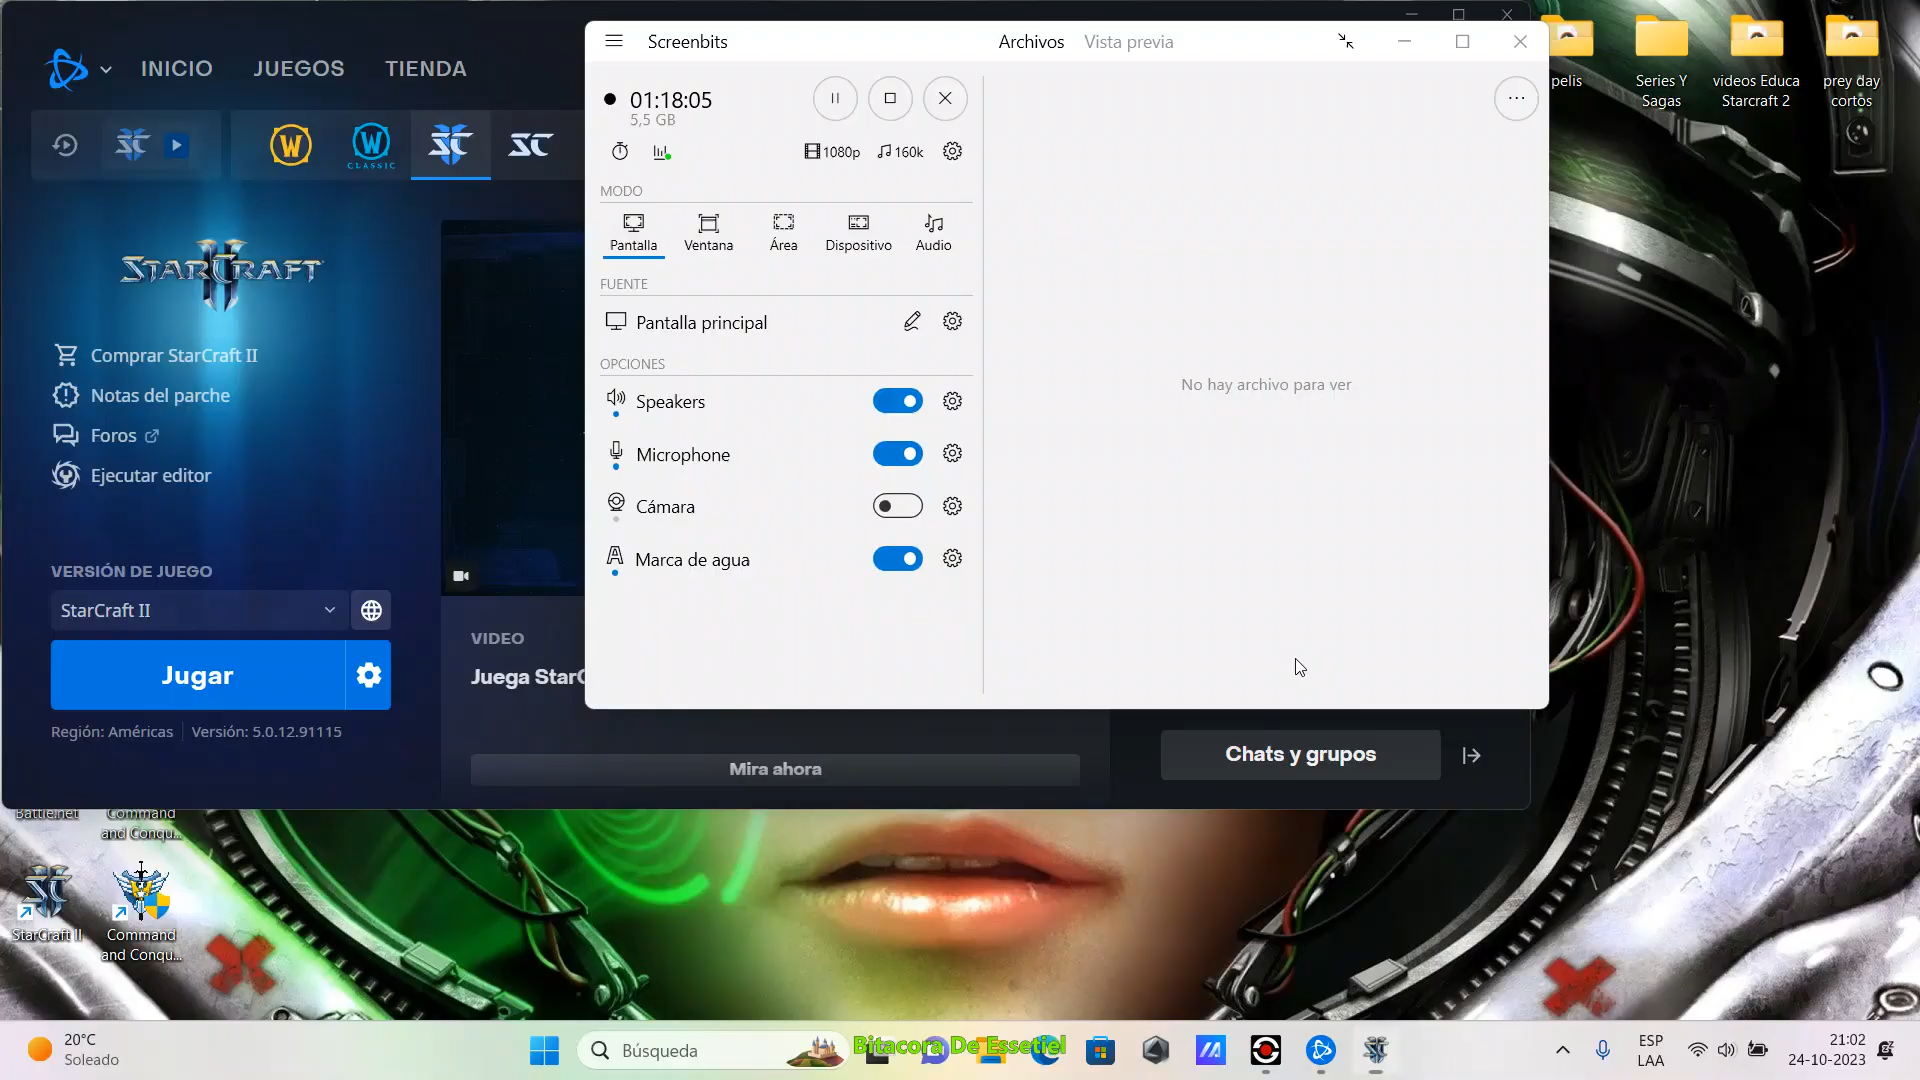 INICIO
JUEGOS
TIENDA
CLASSIC
STARCRAFT
II
Comprar StarCraft II
Notas del parche
Foros
Ejecutar editor
VERSIÓN DE JUEGO
StarCraft II
Jugar
Región: Américas
Versión: 5.0.12.91115
VIDEO
Juega StarC
Mira ahora
Chats y grupos
Screenbits
Archivos
Vista previa
01:18:05
5,5 GB
1080p
160k
MODO
Pantalla
Ventana
Área
Dispositivo
Audio
FUENTE
Pantalla principal
OPCIONES
Speakers
Microphone
Cámara
Marca de agua
No hay archivo para ver
pelis
Series Y
Sagas
videos Educa
Starcraft 2
prey day
cortos
Battle.net
Command
and Conqu...
StarCraft II
Command
and Conqu...
20°C
Soleado
Búsqueda
Bitacora De Essetiel
ESP
LAA
21:02
24-10-2023